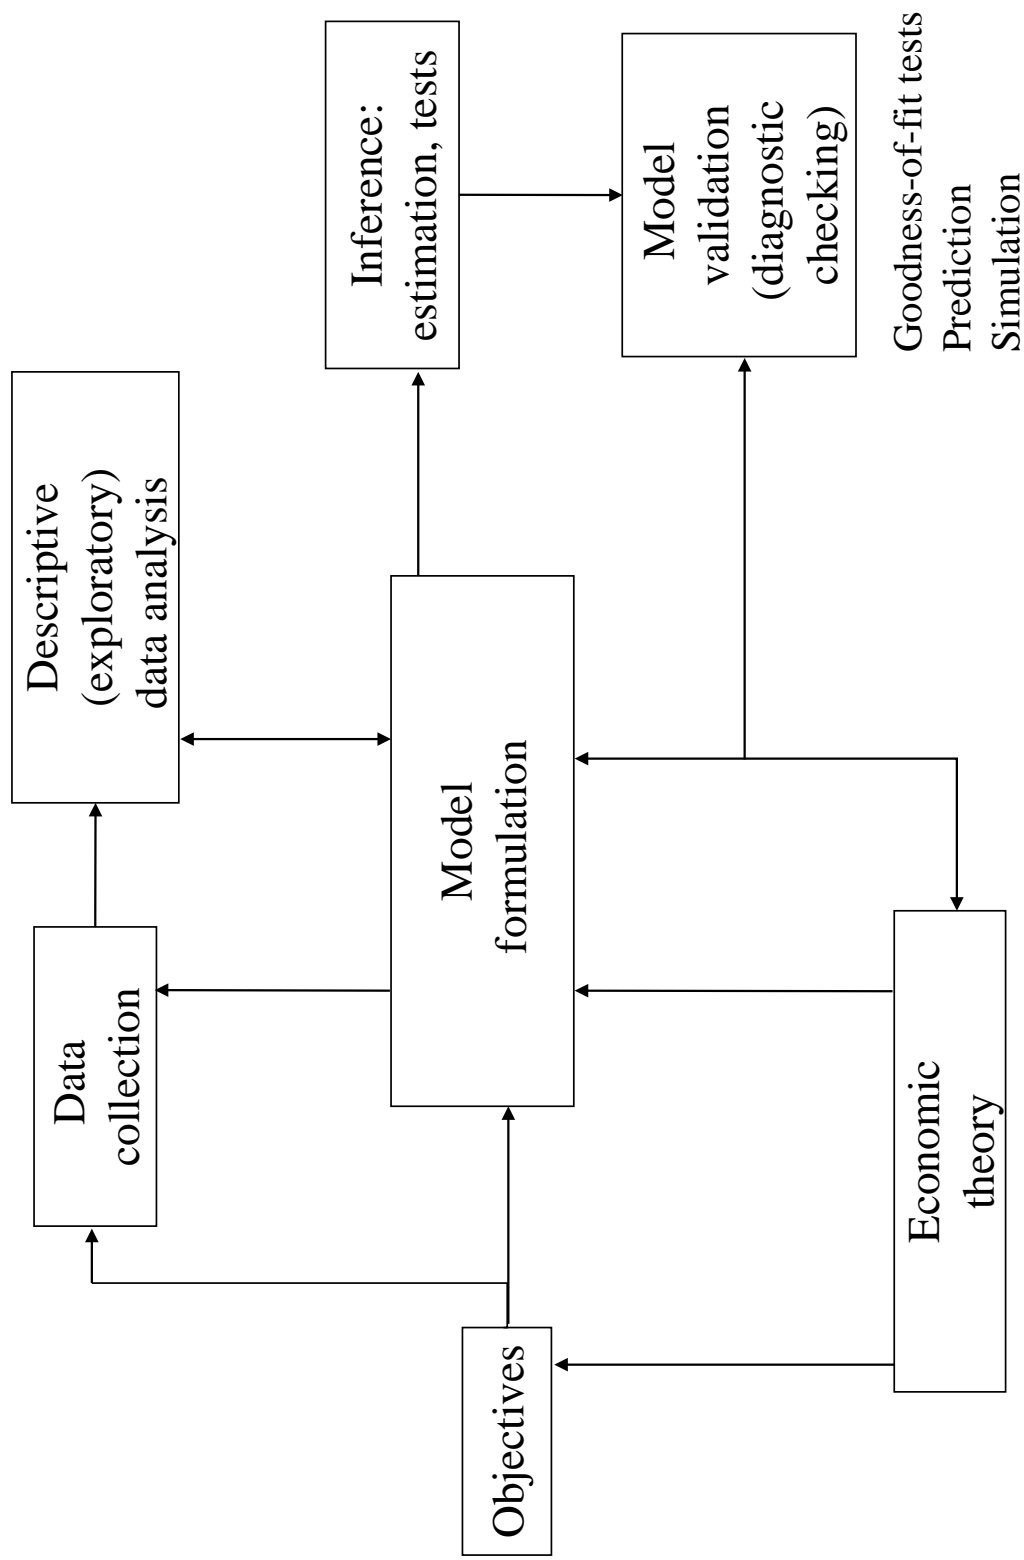 Objectives
Data
collection
Economic
theory
Model
formulation
Descriptive
(exploratory)
data analysis
Inference:
estimation, tests
Model
validation
(diagnostic
checking)
Goodness-of-fit tests
Prediction
Simulation